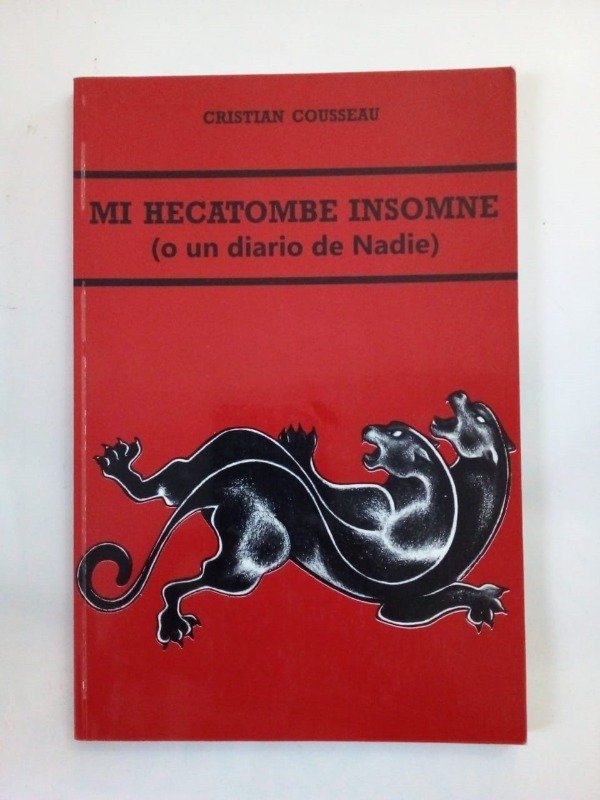 CRISTIAN COUSSEAU
MI HECATOMBE INSOMNE
(o un diario de Nadie)